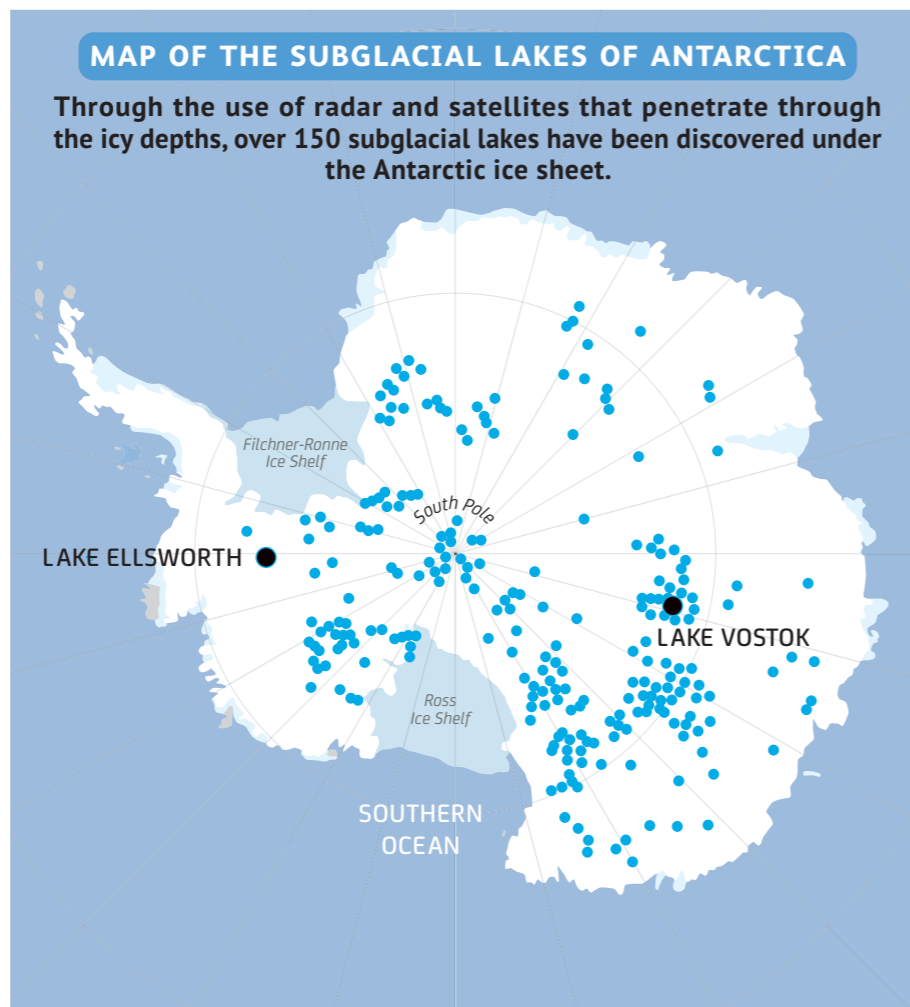 MAP OF THE SUBGLACIAL LAKES OF ANTARCTICA
Through the use of radar and satellites that penetrate through
the icy depths, over 150 subglacial lakes have been discovered under
the Antarctic ice sheet.
Filchner-Ronne
Ice Shelf
South Pole
LAKE ELLSWORTH
LAKE VOSTOK
Ross
Ice Shelf
SOUTHERN
OCEAN